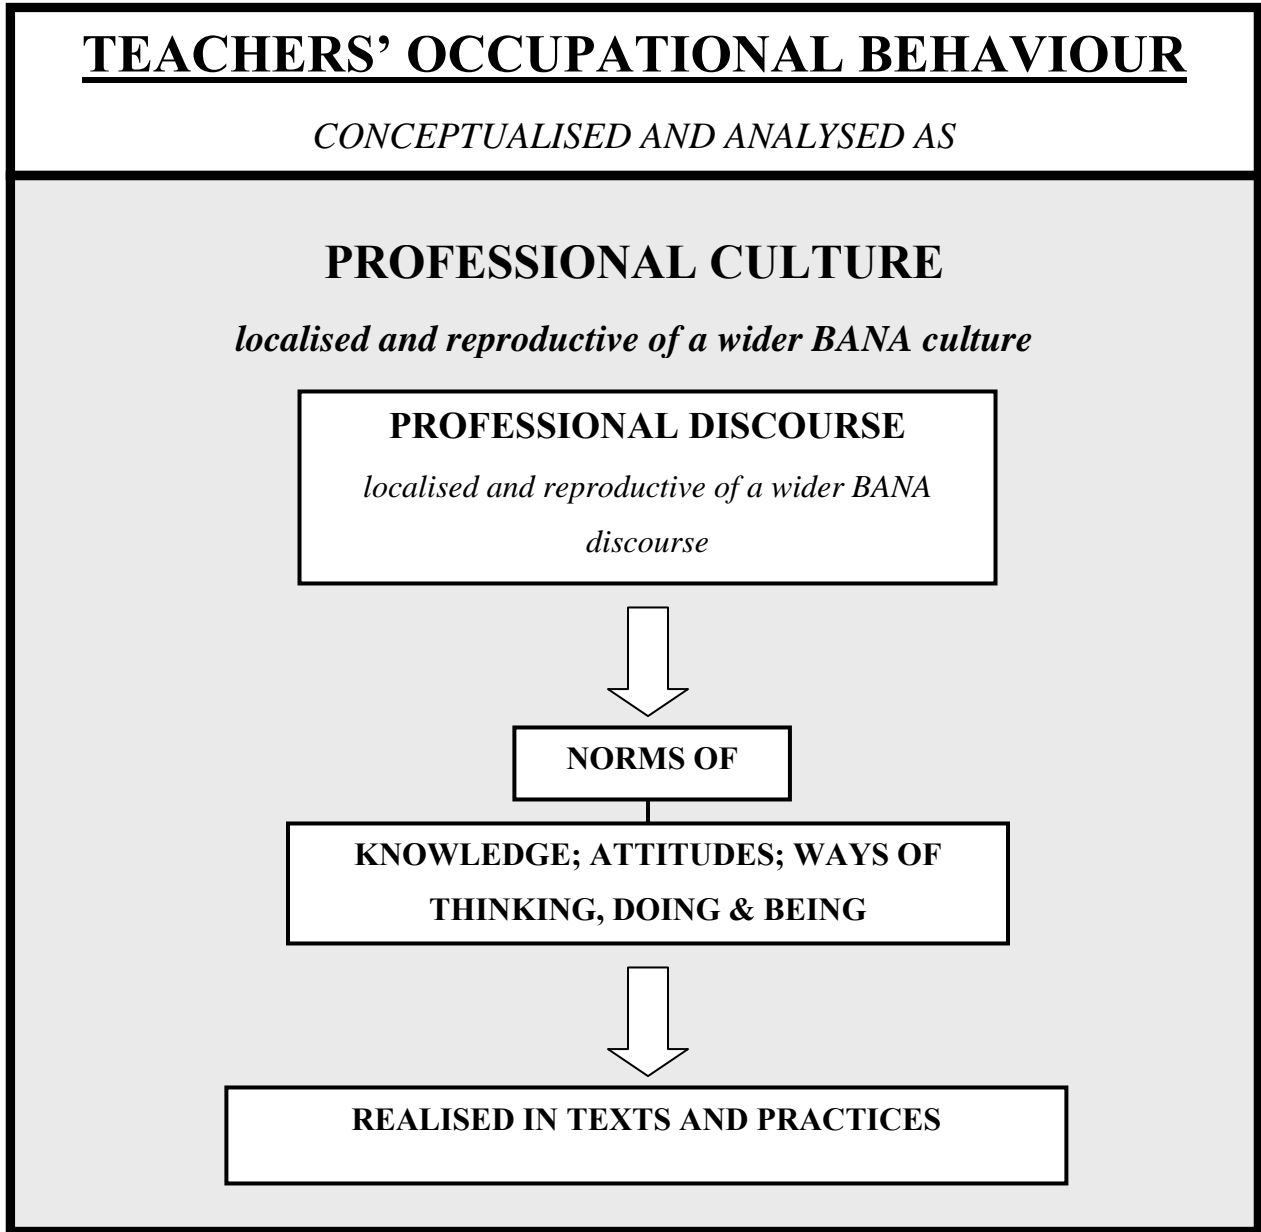 TEACHERS’ OCCUPATIONAL BEHAVIOUR
CONCEPTUALISED AND ANALYSED AS
PROFESSIONAL CULTURE
localised and reproductive of a wider BANA culture
PROFESSIONAL DISCOURSE
localised and reproductive of a wider BANA
discourse
NORMS OF
KNOWLEDGE; ATTITUDES; WAYS OF
THINKING, DOING & BEING
REALISED IN TEXTS AND PRACTICES